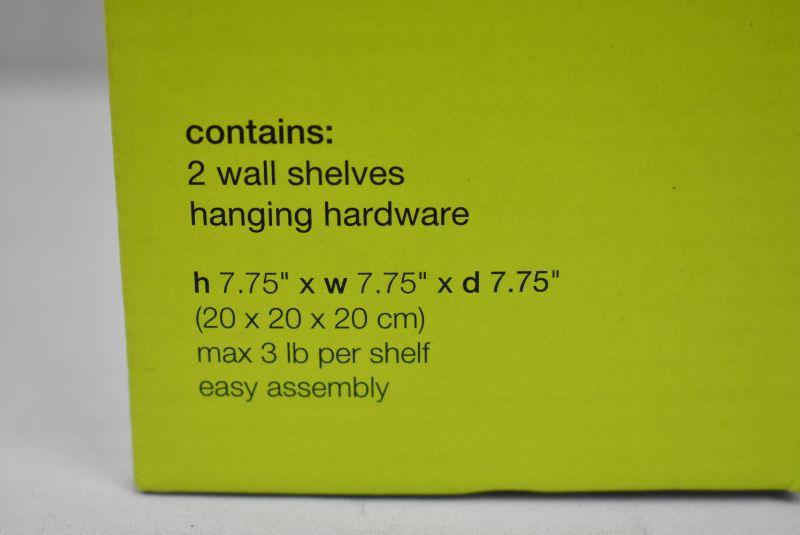 contains:
2 wall shelves
hanging hardware
h 7.75" x w 7.75" x d 7.75"
(20 x 20 x 20 cm)
max 3 lb per shelf
easy assembly